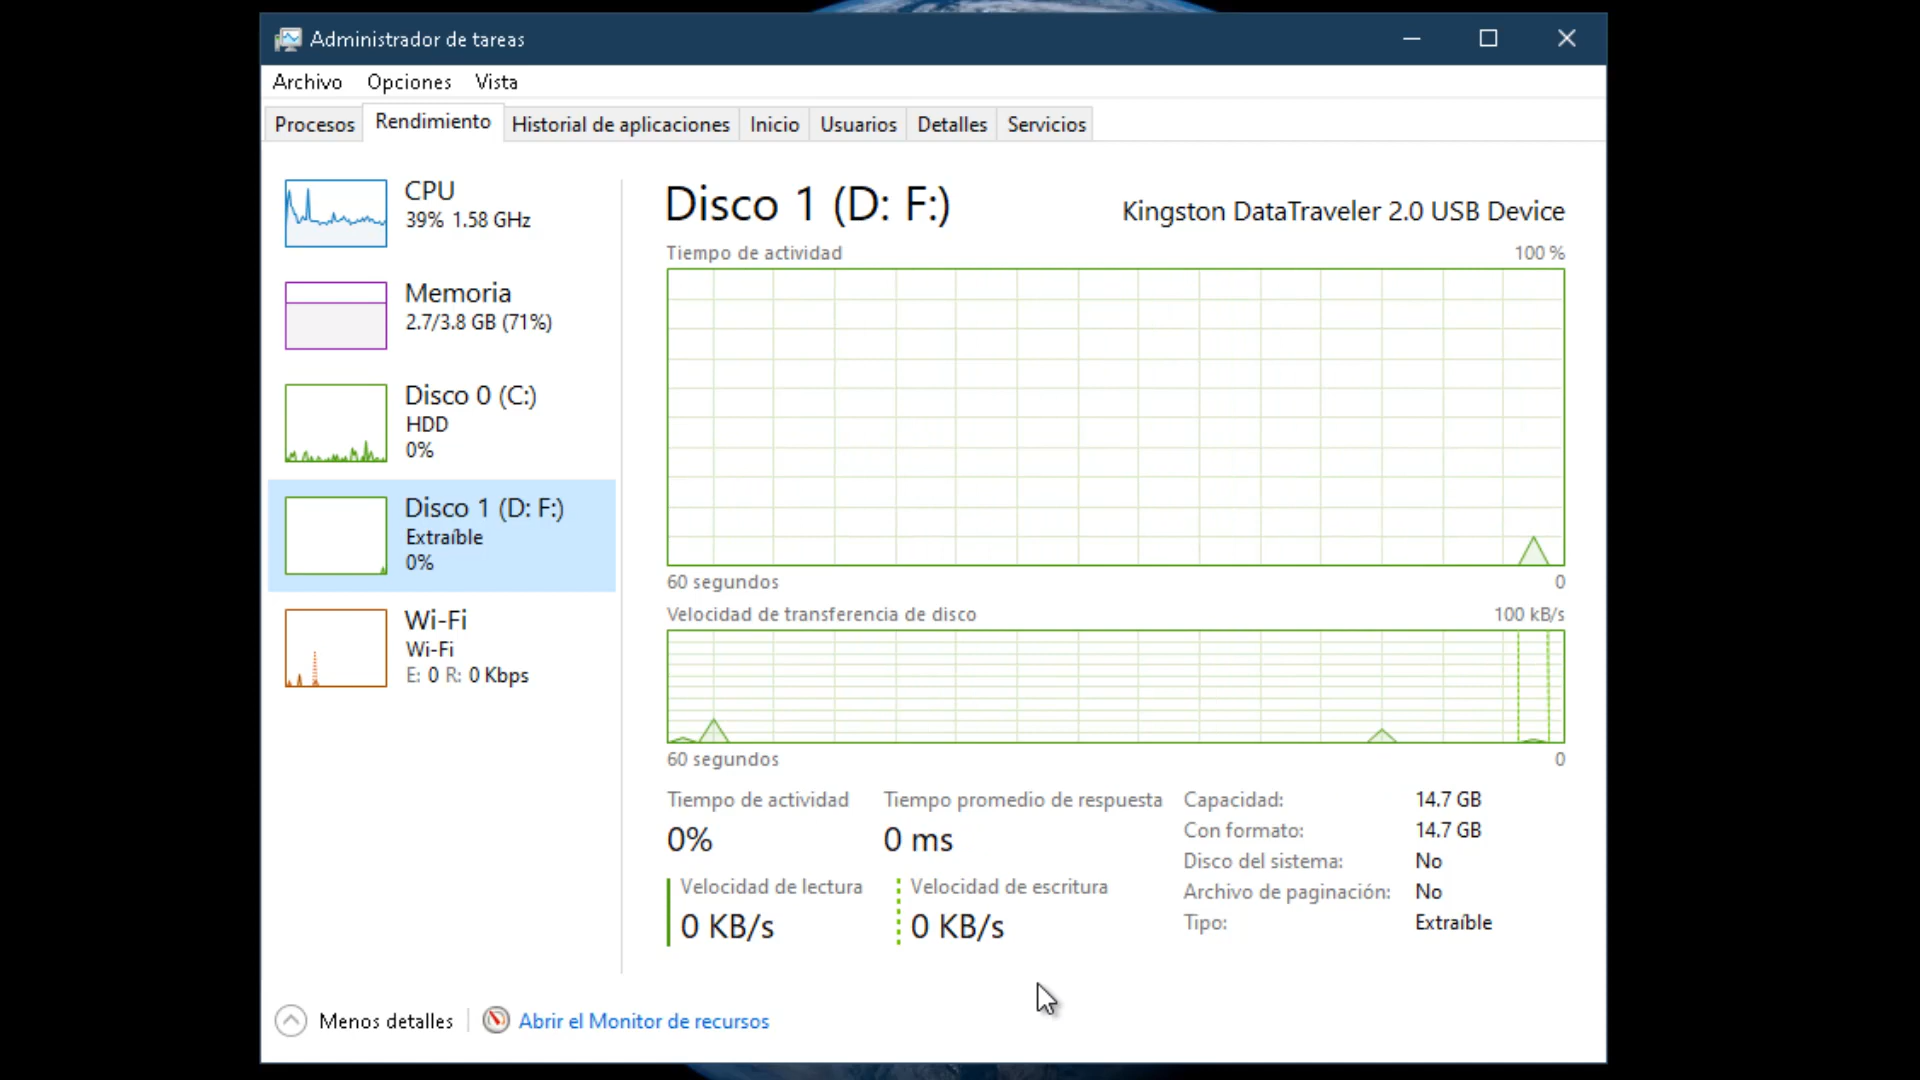 Administrador de tareas
Archivo Opciones Vista
Procesos Rendimiento Historial de aplicaciones Inicio Usuarios Detalles Servicios
CPU
39% 1.58 GHz
Memoria
2.7/3.8 GB (71%)
Disco 0 (C:)
HDD
0%
Disco 1 (D: F:)
Extraíble
0%
Wi-Fi
Wi-Fi
E: 0 R: 0 Kbps
Disco 1 (D: F:) Kingston DataTraveler 2.0 USB Device
Tiempo de actividad 100 %
60 segundos 0
Velocidad de transferencia de disco 100 kB/s
60 segundos 0
Tiempo de actividad
0%
Tiempo promedio de respuesta
0 ms
Velocidad de lectura
0 KB/s
Velocidad de escritura
0 KB/s
Capacidad: 14.7 GB
Con formato: 14.7 GB
Disco del sistema: No
Archivo de paginación: No
Tipo: Extraíble
Menos detalles Abrir el Monitor de recursos